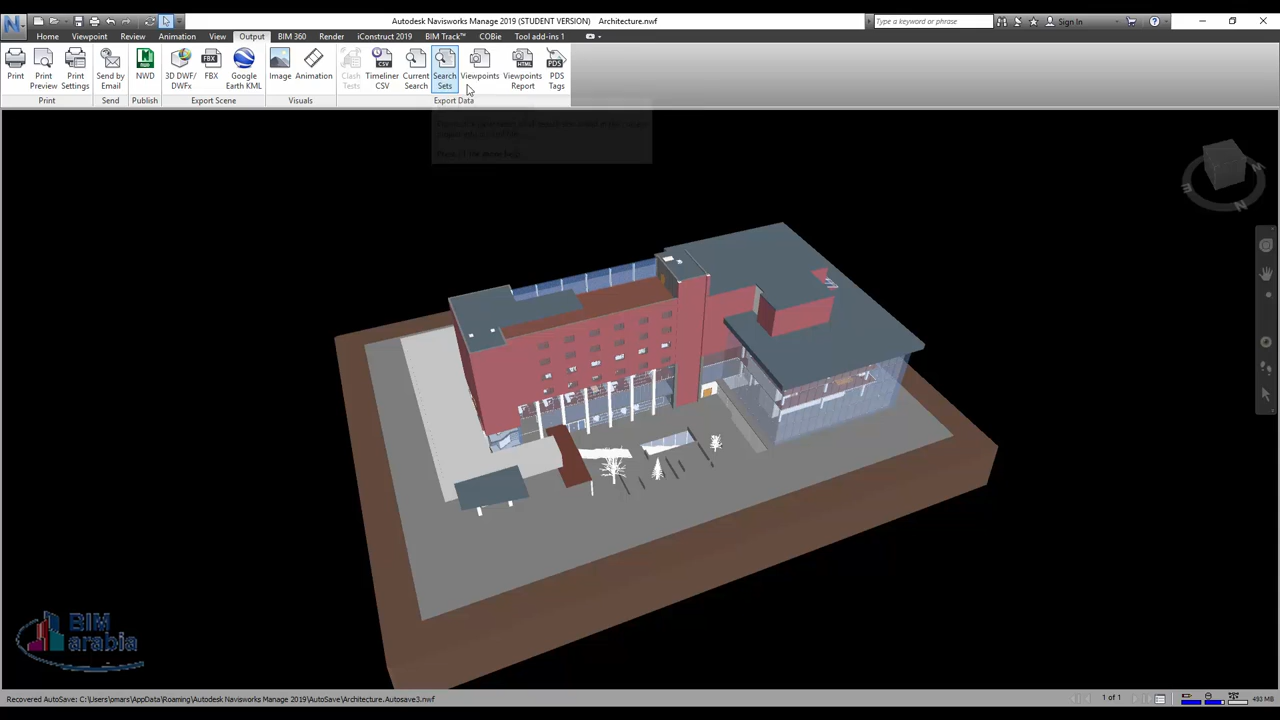 Autodesk Navisworks Manage 2019 (STUDENT VERSION) Architecture.nwf
Type a keyword or phrase
Sign In
Home Viewpoint Review Animation View Output BIM 360 Render iConstruct 2019 BIM Track™ COBie Tool add-ins 1
Print
Print Preview
Print Settings
Send by Email
NWD
3D DWF/DWFx
FBX
Google Earth KML
Image
Animation
Clash Tests
Timeliner CSV
Current Search
Search Sets
Viewpoints
Viewpoints Report
PDS Tags
Print Send Publish Export Scene Visuals Export Data
BIM
arabia
Recovered AutoSave: C:\Users\omars\AppData\Roaming\Autodesk Navisworks Manage 2019\AutoSave\Architecture.Autosave3.nwf
1 of 1
493 MB